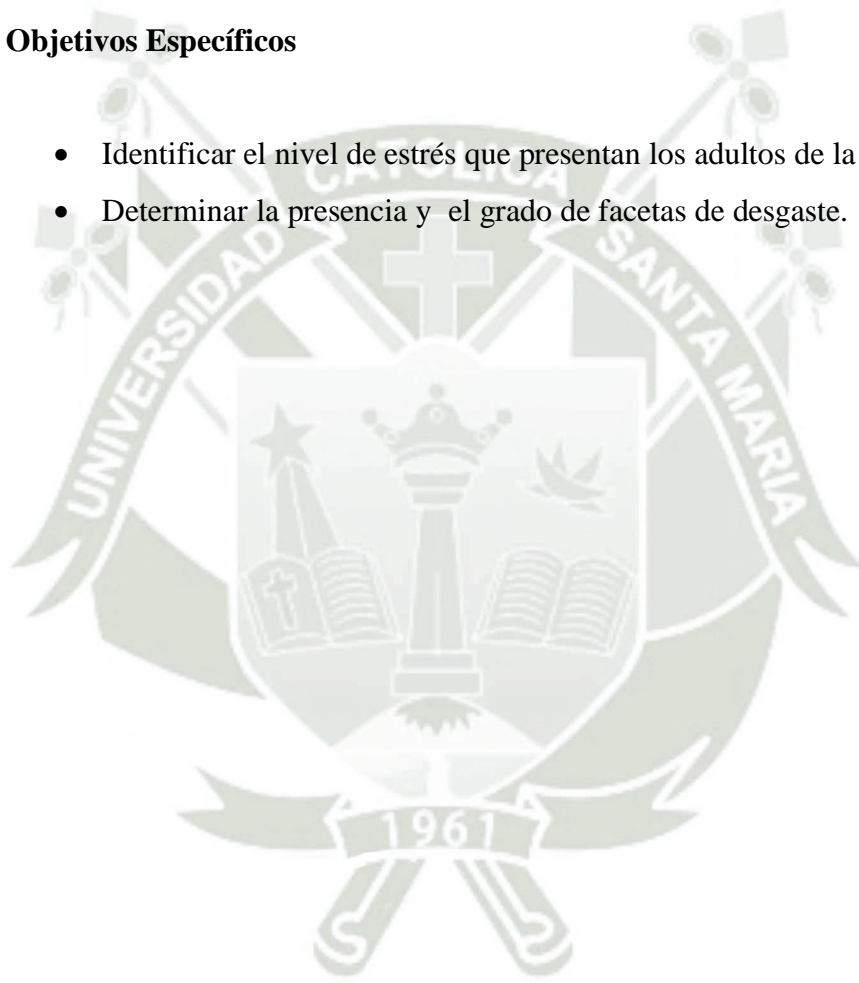 Objetivos Específicos
• Identificar el nivel de estrés que presentan los adultos de la
• Determinar la presencia y  el grado de facetas de desgaste.
UNIVERSIDAD CATOLICA SANTA MARIA
1961